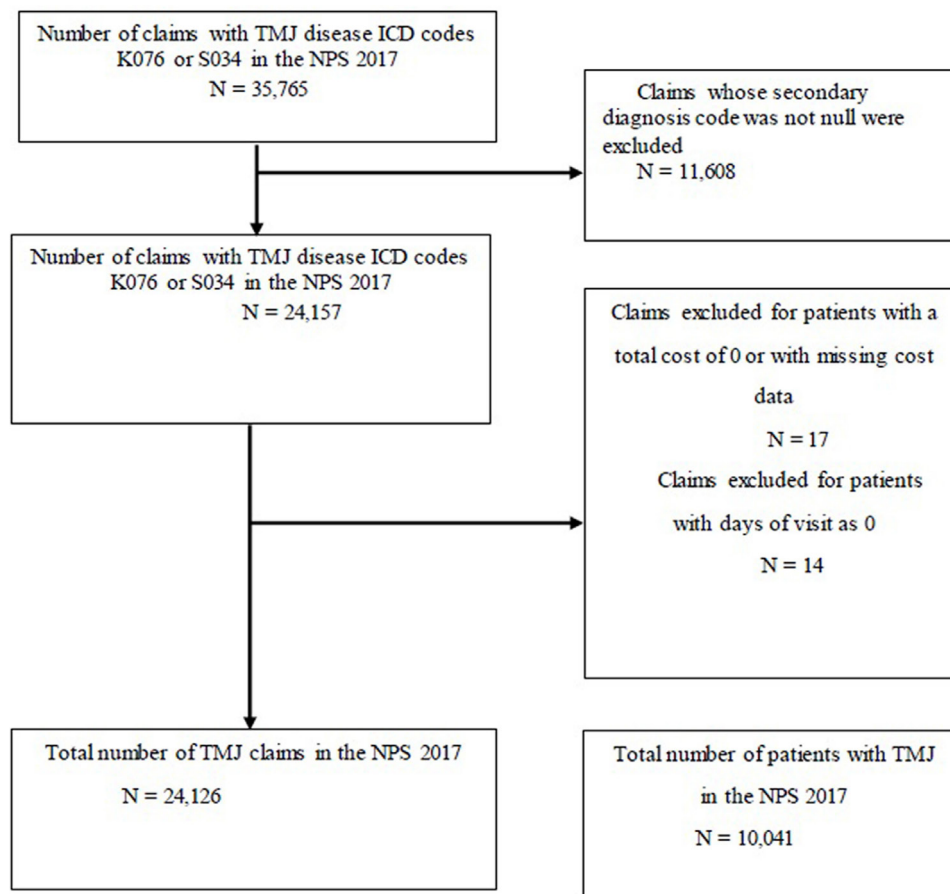 Number of claims with TMJ disease ICD codes
K076 or S034 in the NPS 2017
N = 35,765
Claims whose secondary
diagnosis code was not null were
excluded
N = 11,608
Number of claims with TMJ disease ICD codes
K076 or S034 in the NPS 2017
N = 24,157
Claims excluded for patients with a
total cost of 0 or with missing cost
data
N = 17
Claims excluded for patients
with days of visit as 0
N = 14
Total number of TMJ claims in the NPS 2017
N = 24,126
Total number of patients with TMJ
in the NPS 2017
N = 10,041